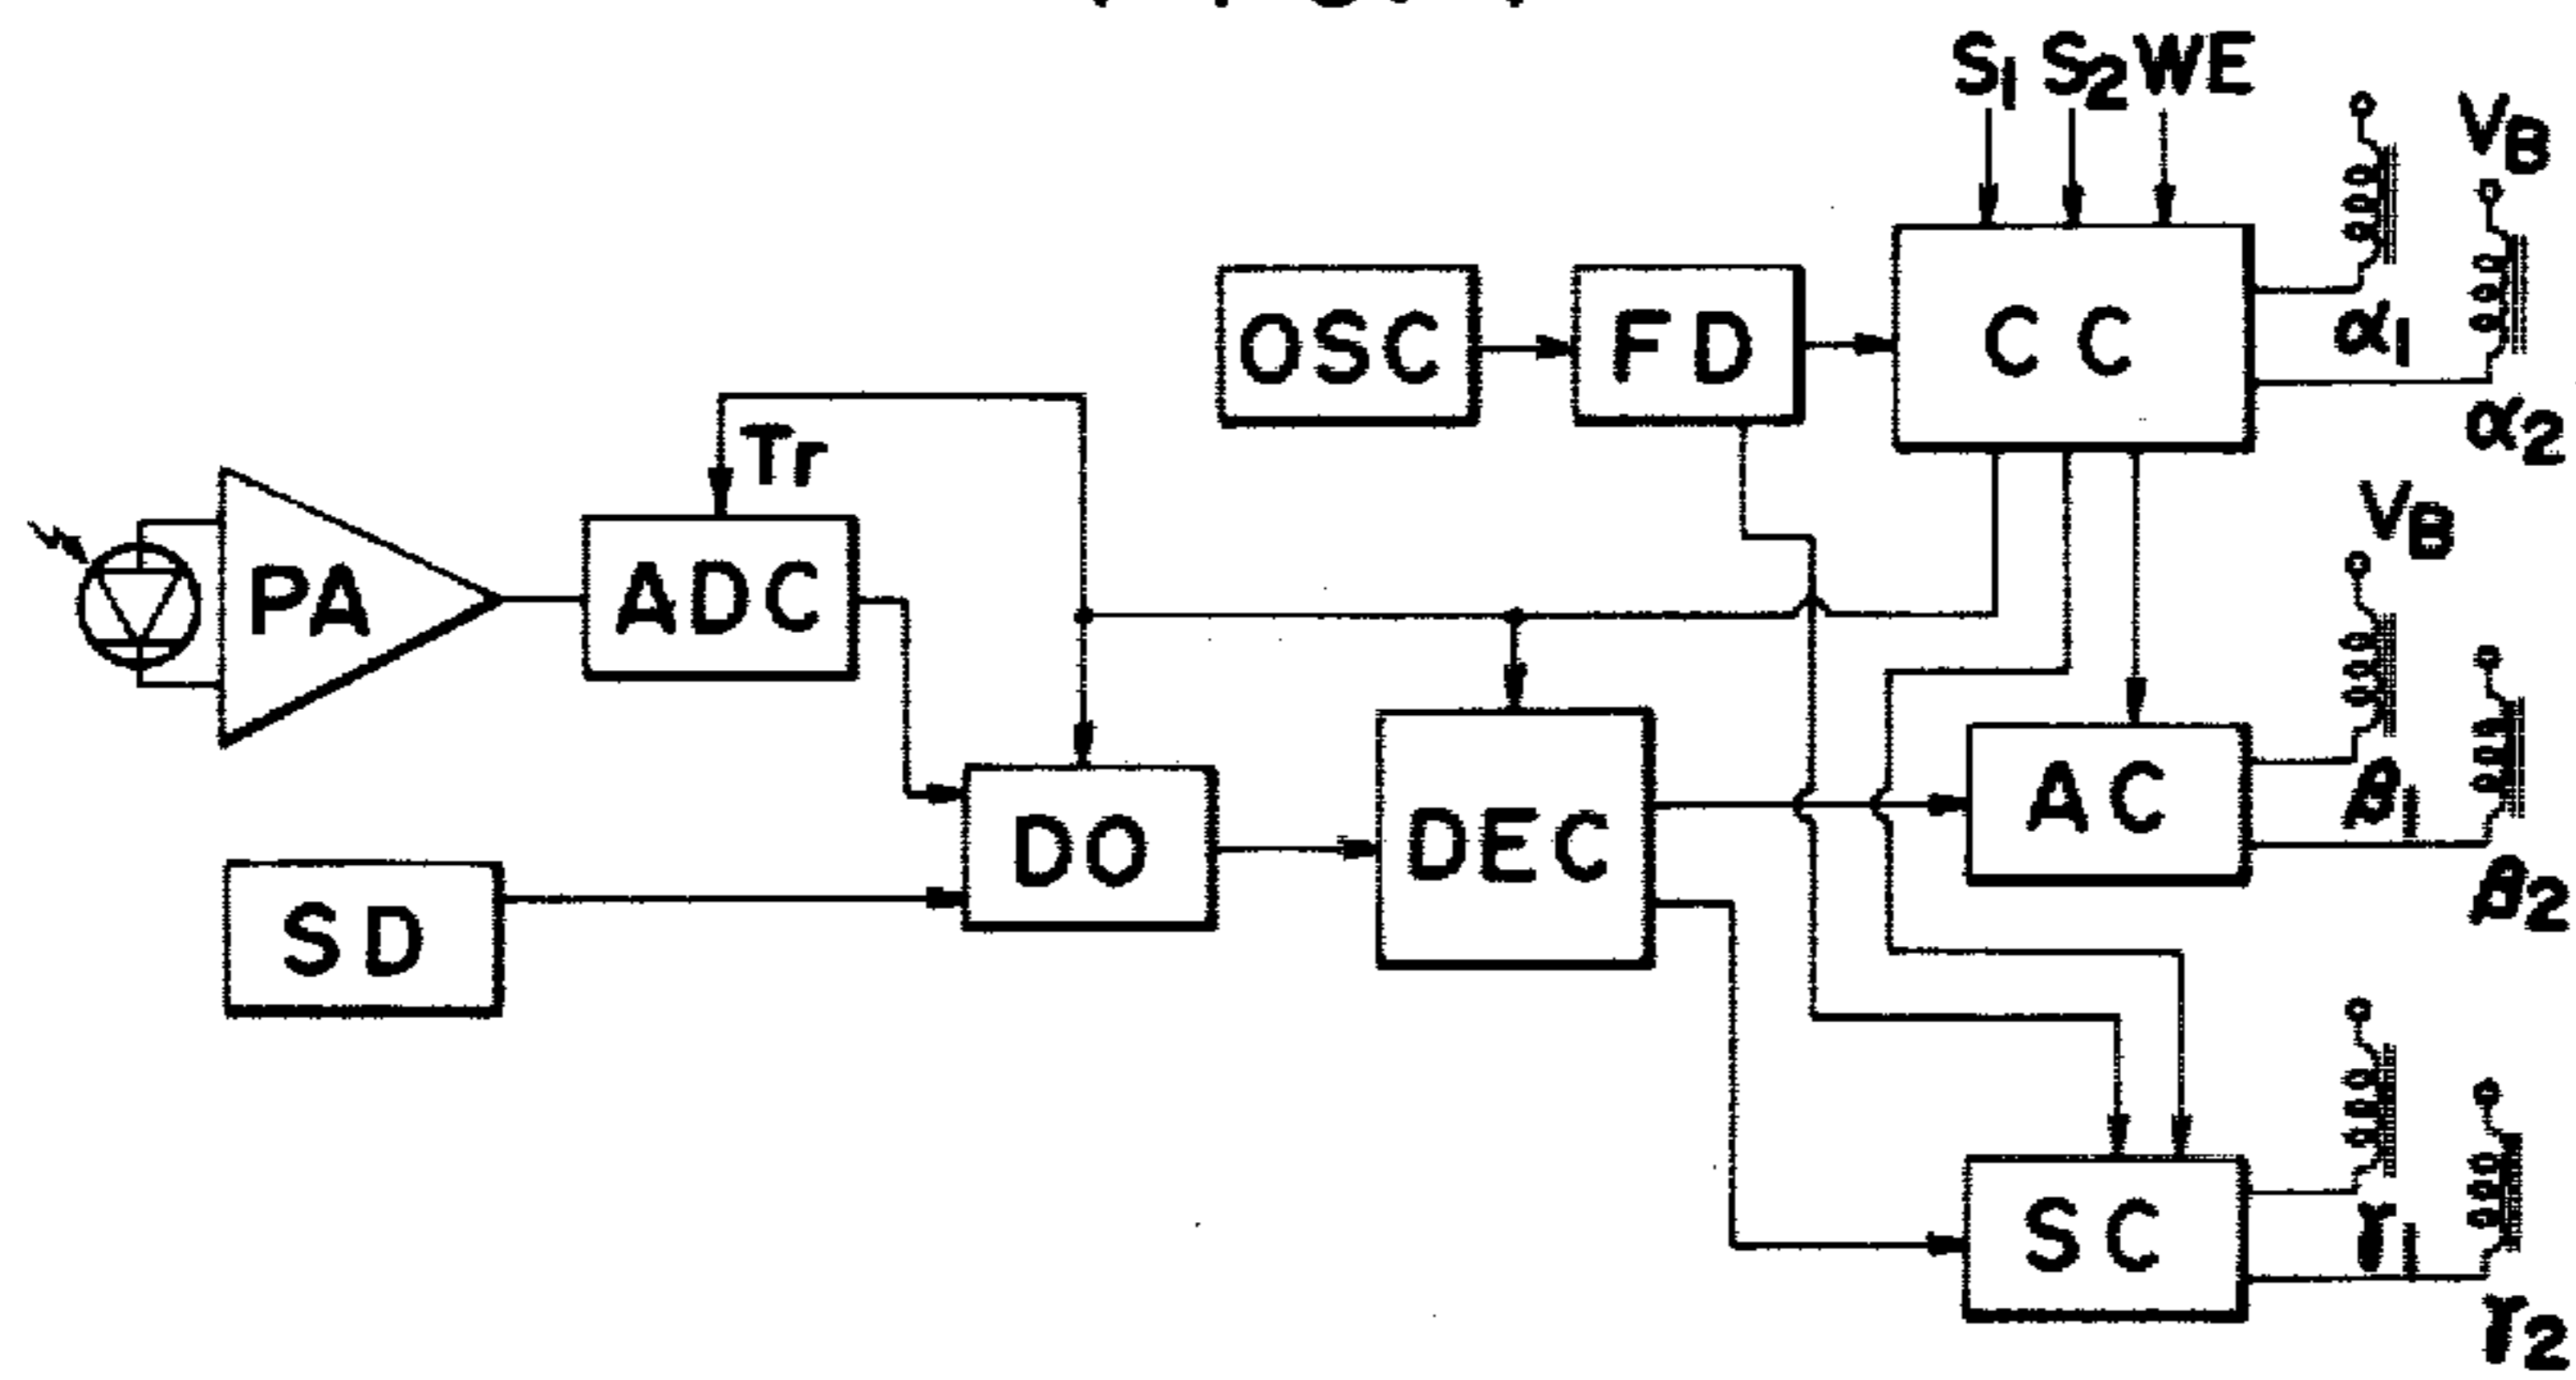 S1 S2 WE
VB
OSC FD CC
α1
α2
Tr
VB
PA ADC
AC
β1
DO DEC
β2
SD
SC
γ1
γ2